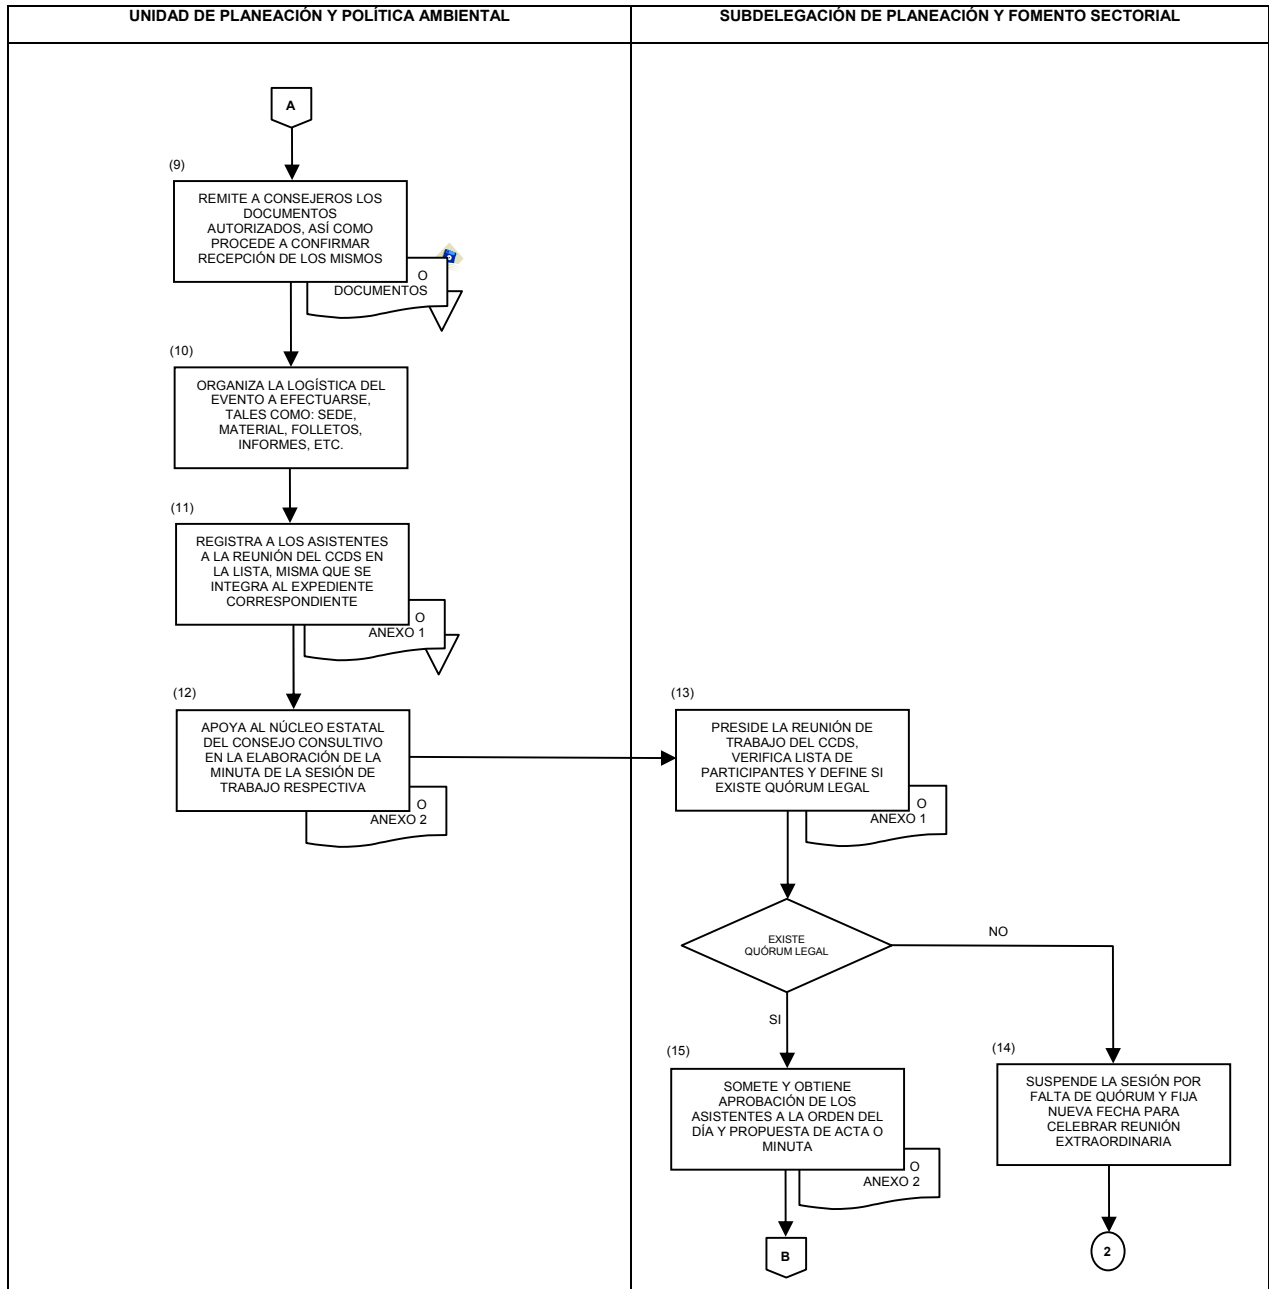 UNIDAD DE PLANEACIÓN Y POLÍTICA AMBIENTAL
SUBDELEGACIÓN DE PLANEACIÓN Y FOMENTO SECTORIAL
A
(9)
REMITE A CONSEJEROS LOS
DOCUMENTOS
AUTORIZADOS, ASÍ COMO
PROCEDE A CONFIRMAR
RECEPCIÓN DE LOS MISMOS
O
DOCUMENTOS
(10)
ORGANIZA LA LOGÍSTICA DEL
EVENTO A EFECTUARSE,
TALES COMO: SEDE,
MATERIAL, FOLLETOS,
INFORMES, ETC.
(11)
REGISTRA A LOS ASISTENTES
A LA REUNIÓN DEL CCDS EN
LA LISTA, MISMA QUE SE
INTEGRA AL EXPEDIENTE
CORRESPONDIENTE
O
ANEXO 1
(12)
APOYA AL NÚCLEO ESTATAL
DEL CONSEJO CONSULTIVO
EN LA ELABORACIÓN DE LA
MINUTA DE LA SESIÓN DE
TRABAJO RESPECTIVA
O
ANEXO 2
(13)
PRESIDE LA REUNIÓN DE
TRABAJO DEL CCDS,
VERIFICA LISTA DE
PARTICIPANTES Y DEFINE SI
EXISTE QUÓRUM LEGAL
O
ANEXO 1
EXISTE
QUÓRUM LEGAL
NO
SI
(15)
SOMETE Y OBTIENE
APROBACIÓN DE LOS
ASISTENTES A LA ORDEN DEL
DÍA Y PROPUESTA DE ACTA O
MINUTA
O
ANEXO 2
B
(14)
SUSPENDE LA SESIÓN POR
FALTA DE QUÓRUM Y FIJA
NUEVA FECHA PARA
CELEBRAR REUNIÓN
EXTRAORDINARIA
2